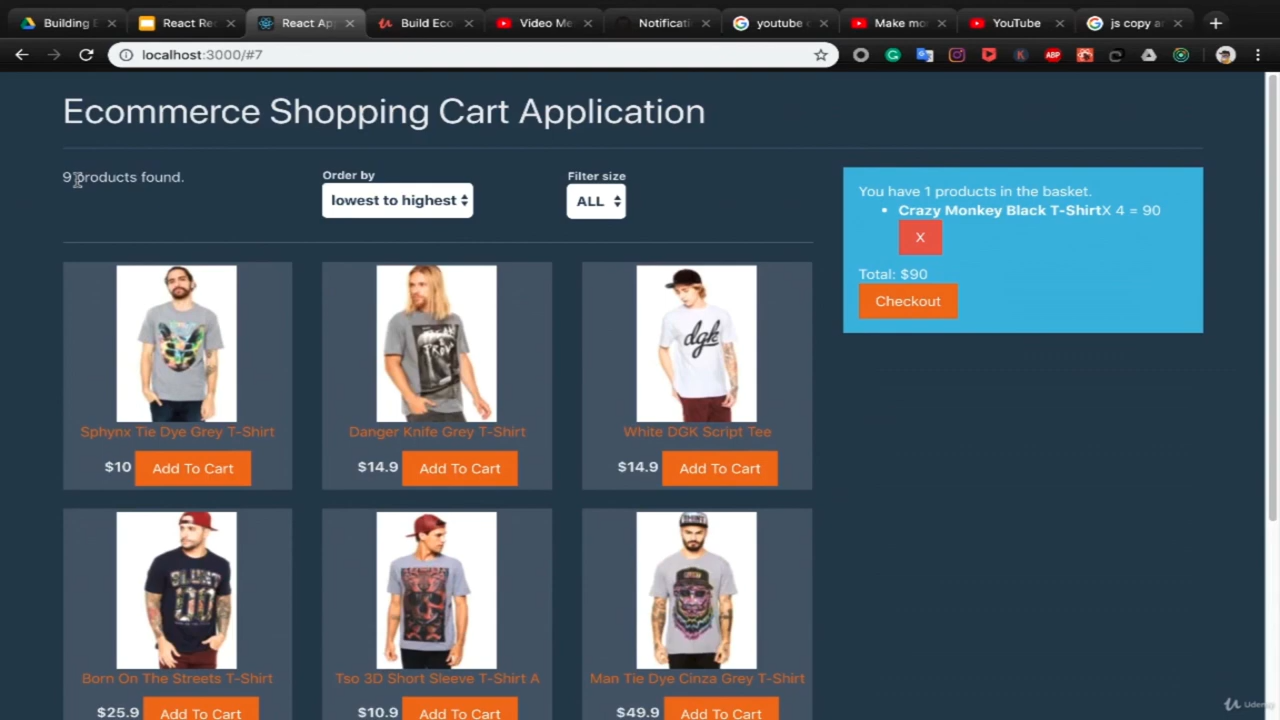 Building E
React Re
React Ap
Build Eco
Video Me
Notificati
youtube c
Make mo
YouTube
js copy a
localhost:3000/#7
ABP
Ecommerce Shopping Cart Application
9 products found.
Order by
lowest to highest
Filter size
ALL
You have 1 products in the basket.
• Crazy Monkey Black T-ShirtX 4 = 90
X
Total: $90
Checkout
dgk
Sphynx Tie Dye Grey T-Shirt
Danger Knife Grey T-Shirt
White DGK Script Tee
$10 Add To Cart
$14.9 Add To Cart
$14.9 Add To Cart
Born On The Streets T-Shirt
Tso 3D Short Sleeve T-Shirt A
Man Tie Dye Cinza Grey T-Shirt
$25.9 Add To Cart
$10.9 Add To Cart
$49.9 Add To Cart
Udemy